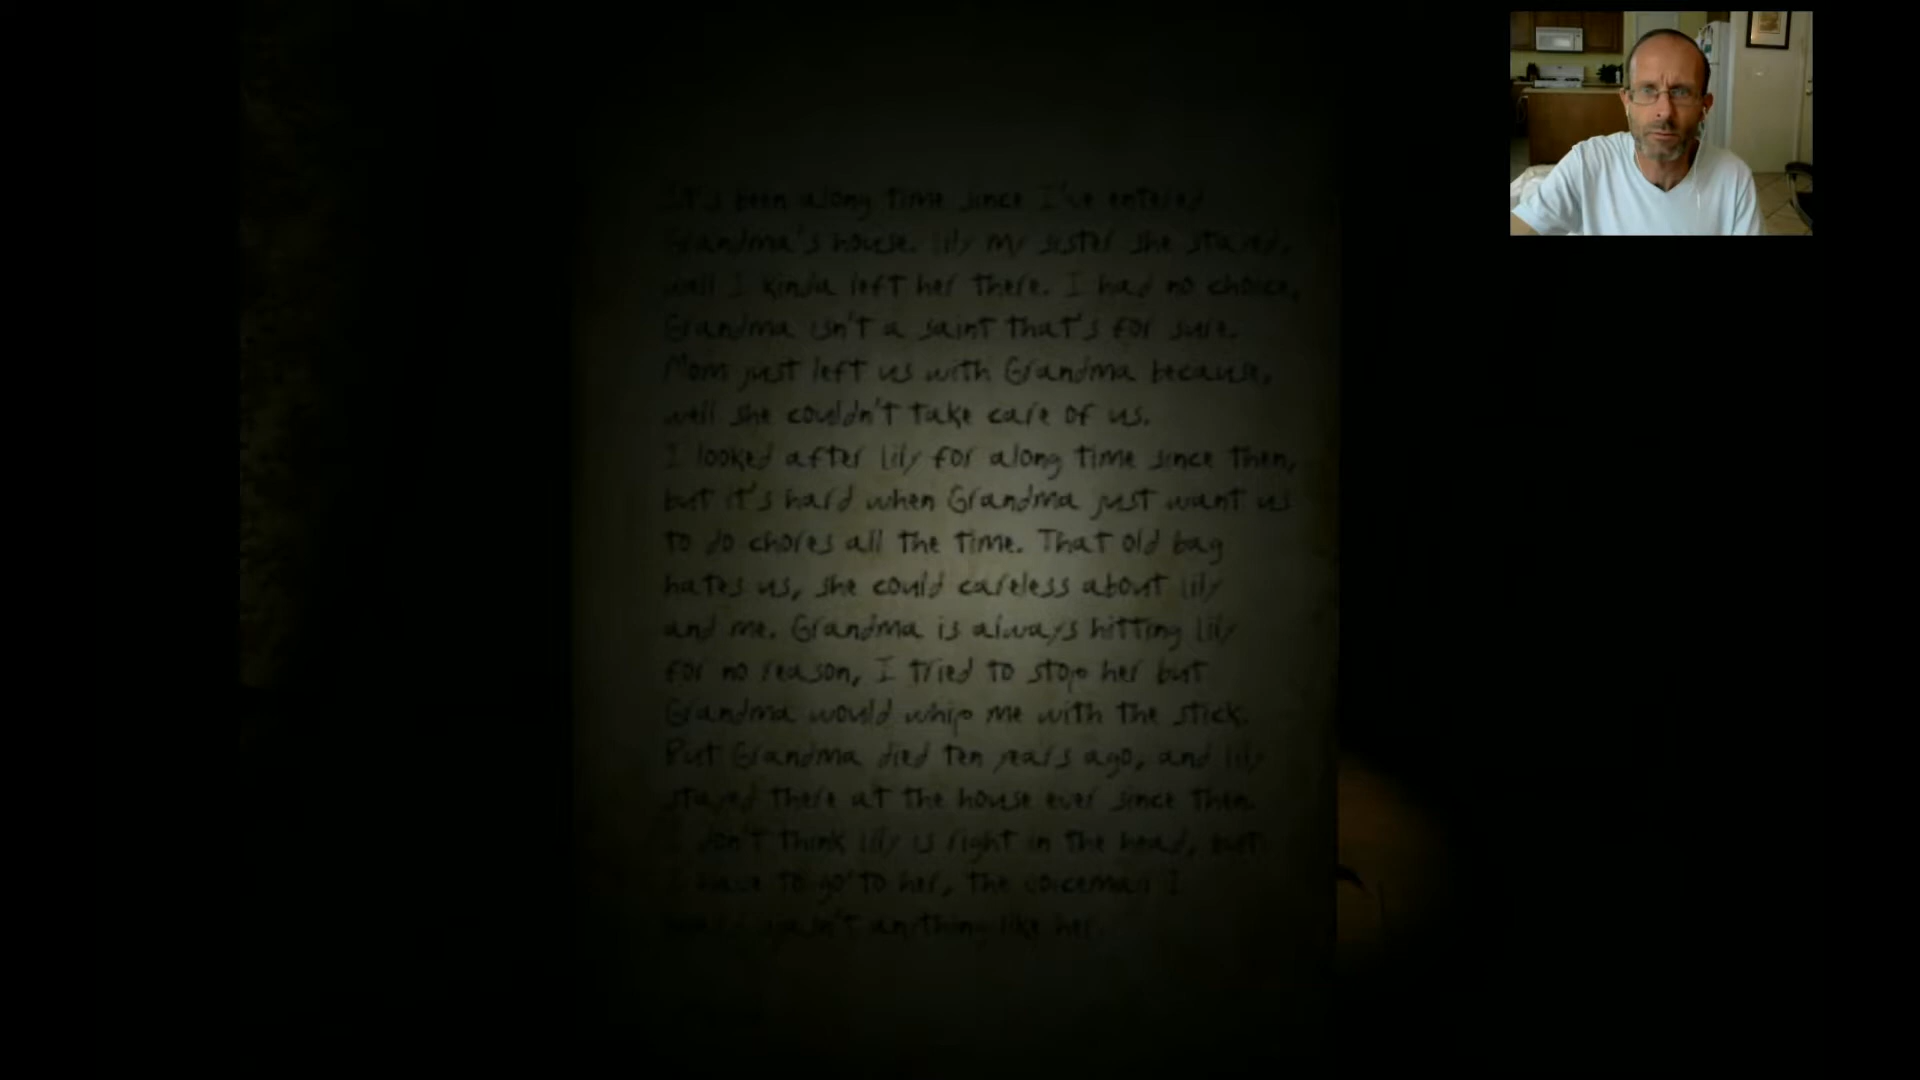 It's been along time since I've entered
Grandma's house. Lily my sister she stayed,
well I kinda left her there. I had no choice,
Grandma isn't a saint that's for sure.
Mom just left us with Grandma because,
well she couldn't take care of us.
I looked after Lily for along time since then,
but it's hard when Grandma just want us
to do chores all the time. That old bag
hates us, she could careless about Lily
and me. Grandma is always hitting Lily
for no reason, I tried to stop her but
Grandma would whip me with the stick.
But Grandma died ten years ago, and Lily
stayed there at the house ever since then.
I don't think Lily is right in the head, but
I have to go to her, the voicemail I
wasn't anything like her.